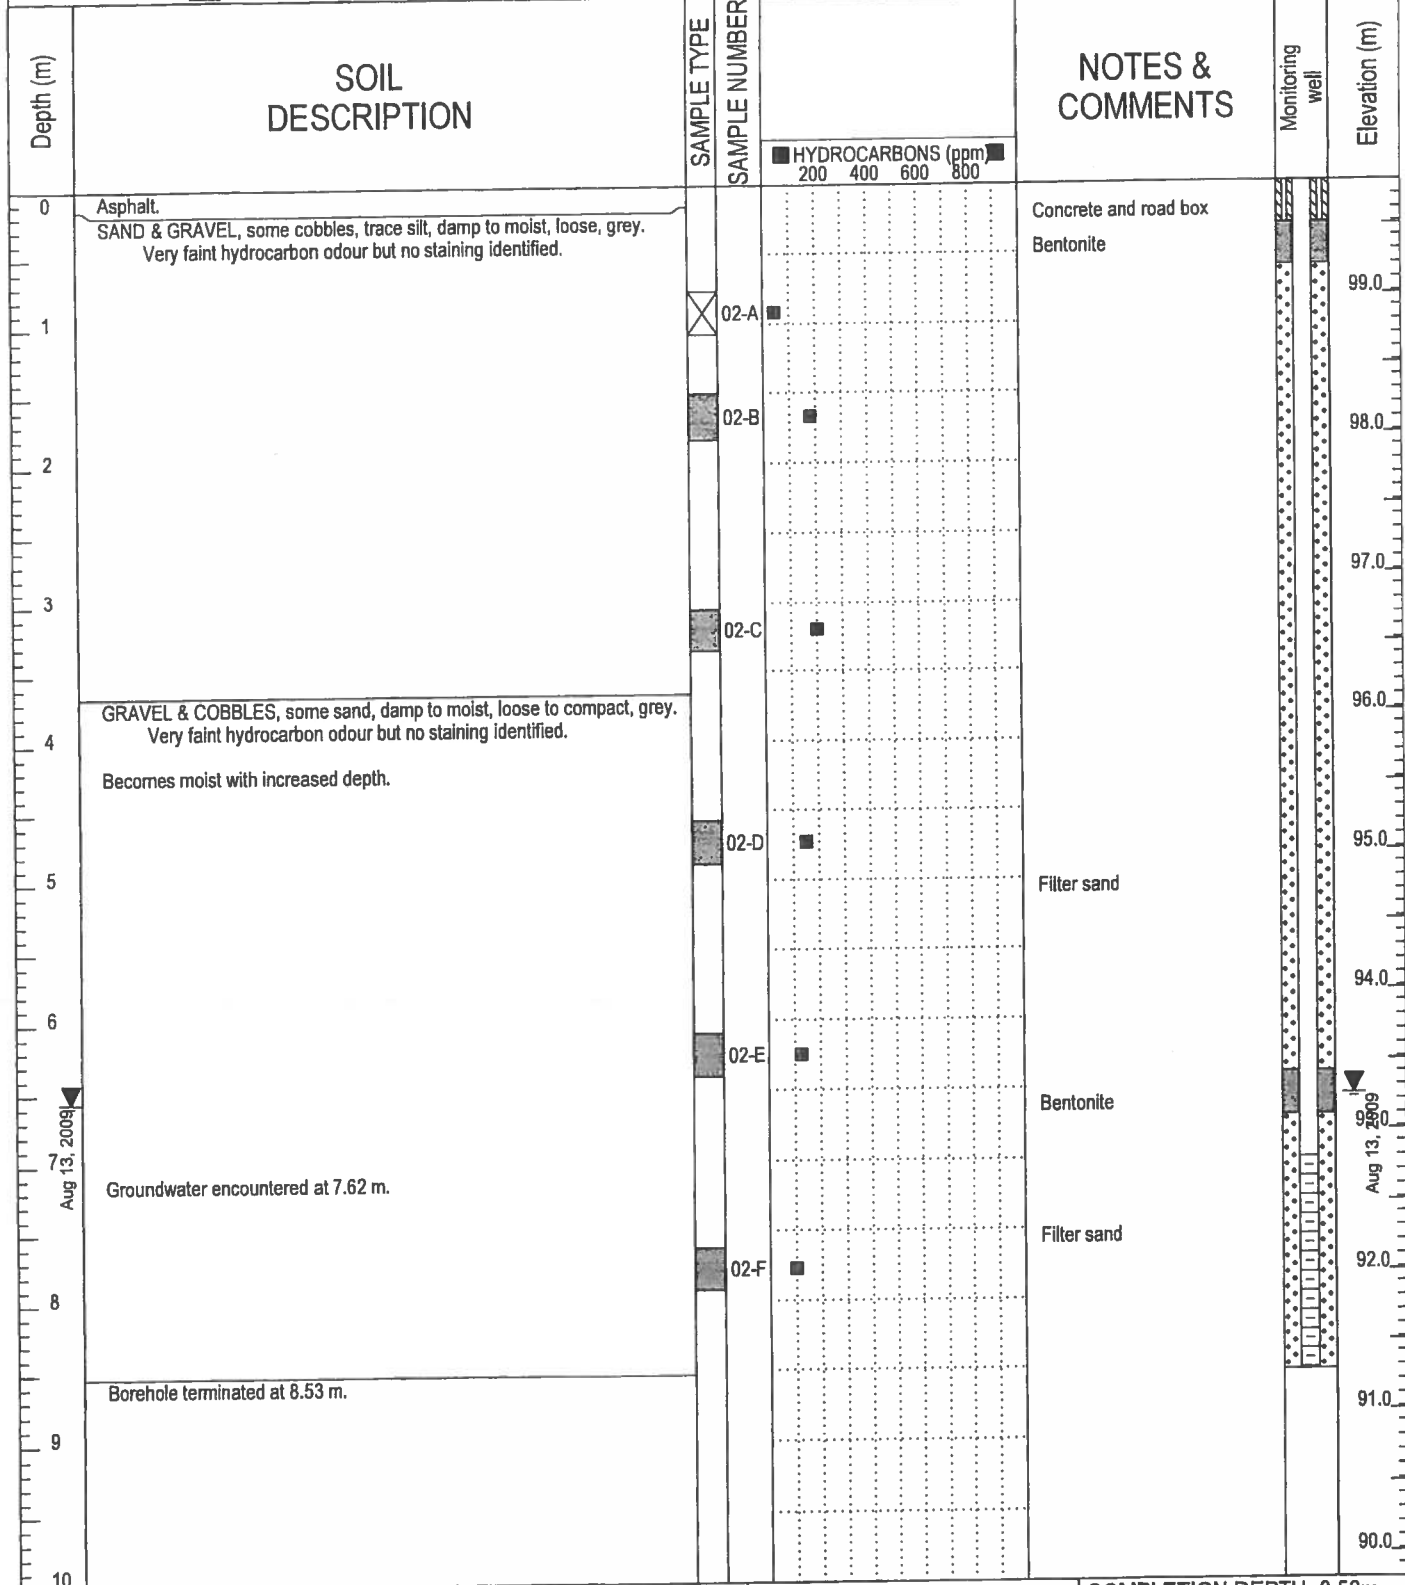 Depth (m)
SOIL
DESCRIPTION
SAMPLE TYPE
SAMPLE NUMBER
HYDROCARBONS (ppm)
200 400 600 800
NOTES &
COMMENTS
Monitoring
well
Elevation (m)
0
Asphalt.
SAND & GRAVEL, some cobbles, trace silt, damp to moist, loose, grey.
Very faint hydrocarbon odour but no staining identified.
Concrete and road box
Bentonite
99.0
1
02-A
02-B
98.0
2
97.0
3
02-C
96.0
GRAVEL & COBBLES, some sand, damp to moist, loose to compact, grey.
Very faint hydrocarbon odour but no staining identified.
4
Becomes moist with increased depth.
02-D
95.0
5
Filter sand
94.0
6
02-E
Bentonite
Aug 13, 2009
Aug 13, 2009
7
Groundwater encountered at 7.62 m.
Filter sand
02-F
92.0
8
Borehole terminated at 8.53 m.
91.0
9
90.0
10